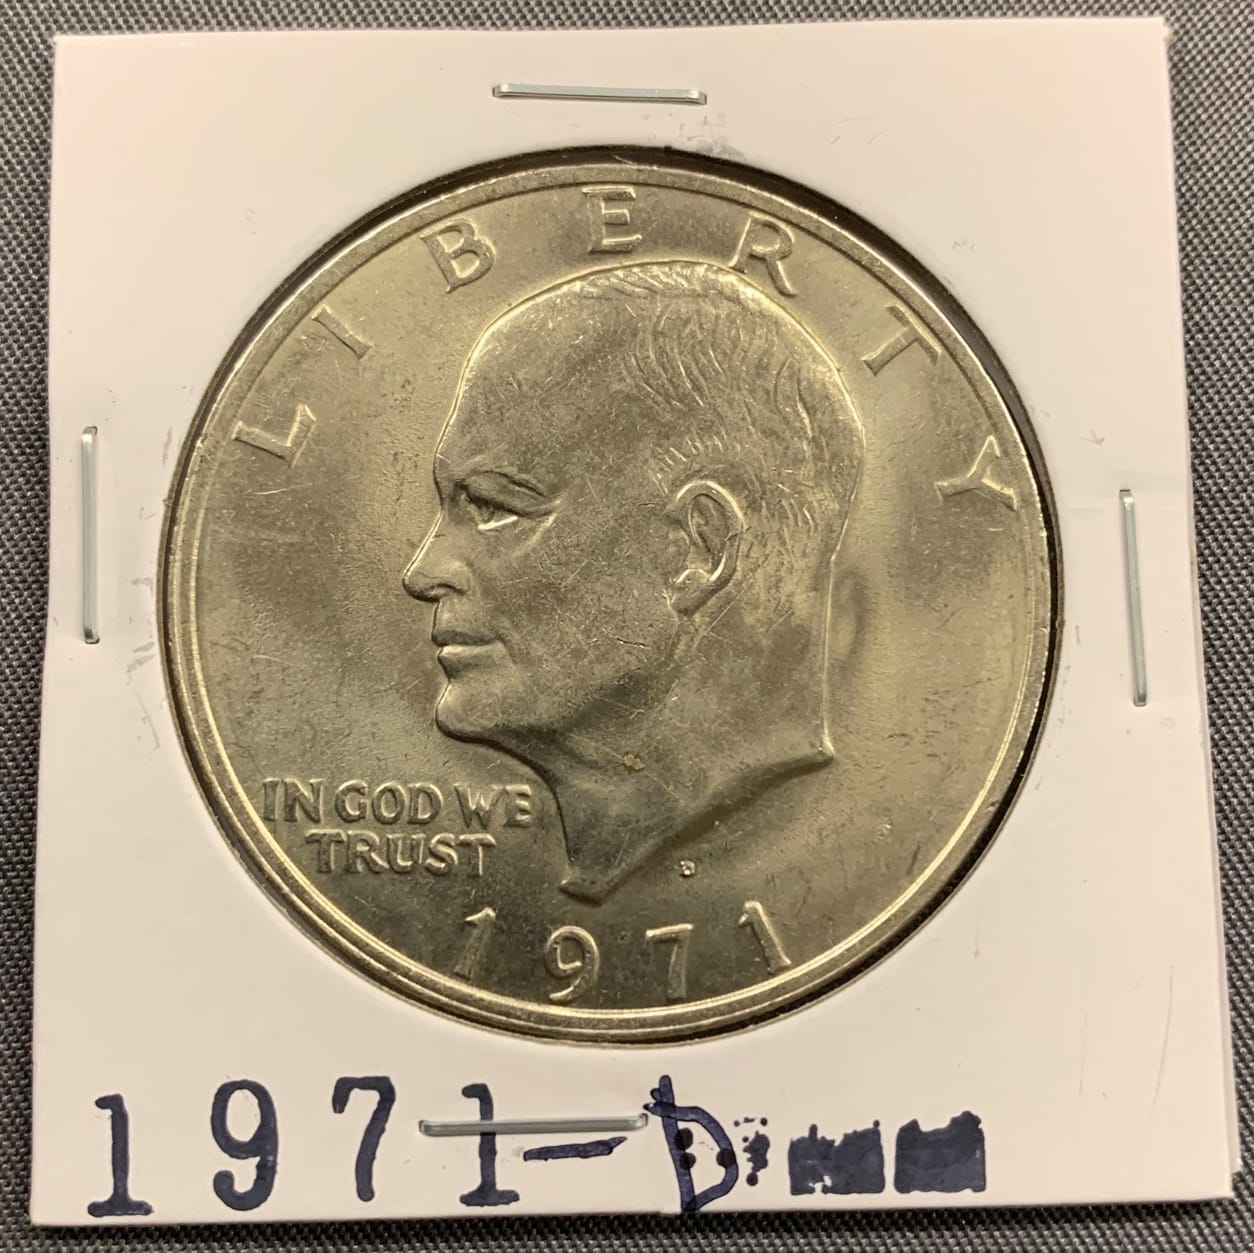 LIBERTY
IN GOD WE
TRUST
D
1971
1971-D